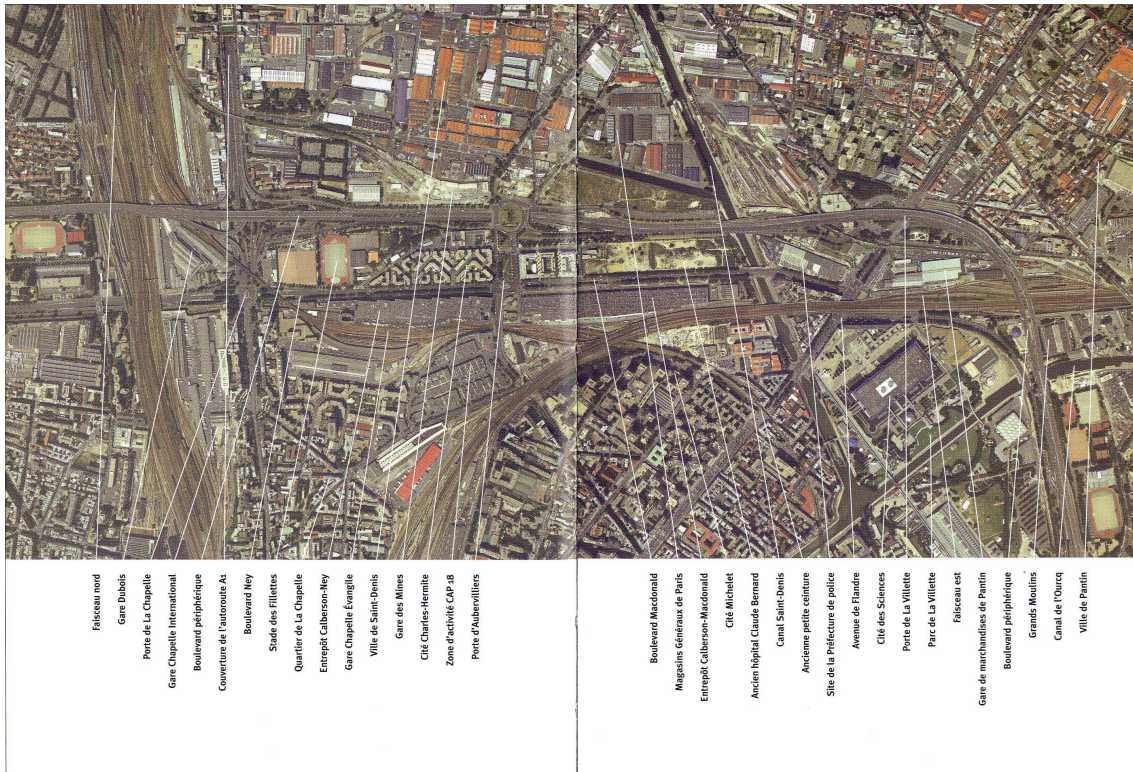 Faisceau nord
Gare Dubois
Porte de La Chapelle
Gare Chapelle International
Boulevard périphérique
Couverture de l'autoroute A1
Boulevard Ney
Stade des Fillettes
Quartier de La Chapelle
Entrepôt Calberson-Ney
Gare Chapelle Évangile
Ville de Saint-Denis
Gare des Mines
Cité Charles-Hermite
Zone d'activité CAP 18
Porte d'Aubervilliers
Boulevard Macdonald
Magasins Généraux de Paris
Entrepôt Calberson-Macdonald
Cité Michelet
Ancien hôpital Claude Bernard
Canal Saint-Denis
Ancienne petite ceinture
Site de la Préfecture de police
Avenue de Flandre
Cité des Sciences
Porte de La Villette
Parc de La Villette
Faisceau est
Gare de marchandises de Pantin
Boulevard périphérique
Grands Moulins
Canal de l'Ourcq
Ville de Pantin